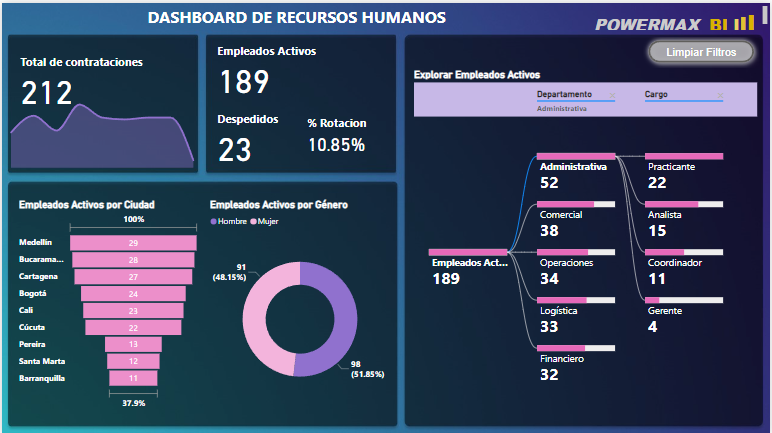 DASHBOARD DE RECURSOS HUMANOS
POWERMAX BI
Limpiar Filtros
Total de contrataciones
212
Empleados Activos
189
Despedidos
23
% Rotacion
10.85%
Explorar Empleados Activos
Departamento
Cargo
Administrativa
Empleados Act...
189
Administrativa
52
Comercial
38
Operaciones
34
Logística
33
Financiero
32
Practicante
22
Analista
15
Coordinador
11
Gerente
4
Empleados Activos por Ciudad
100%
Medellín 29
Bucarama... 28
Cartagena 27
Bogotá 24
Cali 23
Cúcuta 22
Pereira 13
Santa Marta 12
Barranquilla 11
37.9%
Empleados Activos por Género
Hombre Mujer
91
(48.15%)
98
(51.85%)